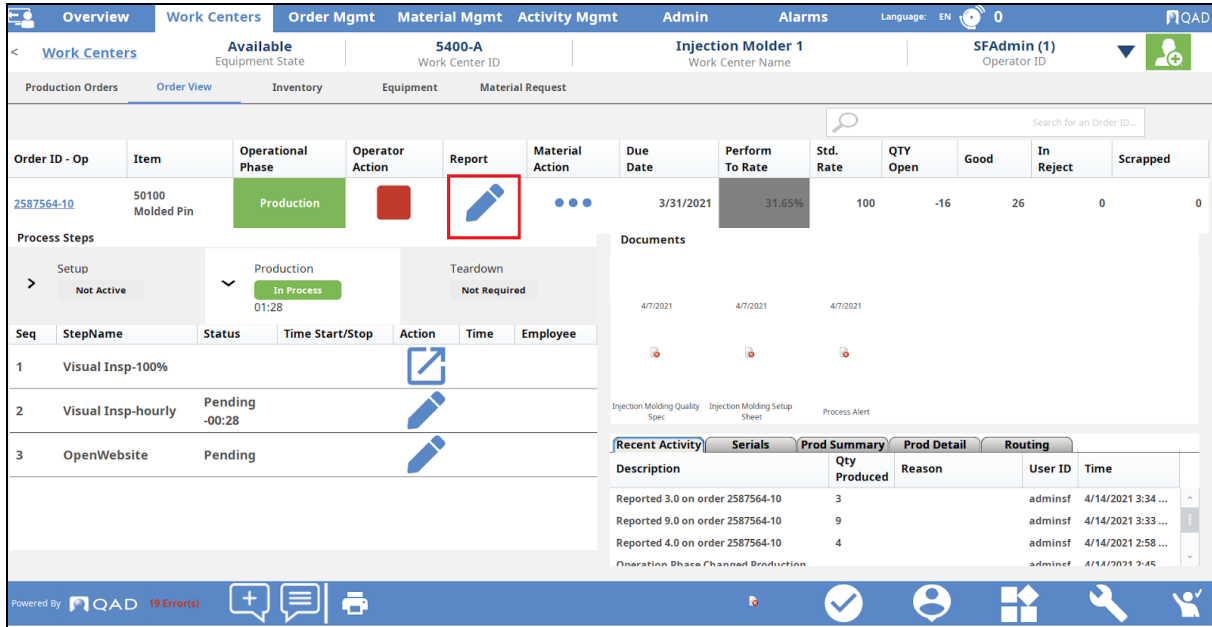 Overview Work Centers Order Mgmt Material Mgmt Activity Mgmt Admin Alarms Language: EN 0 QAD
< Work Centers Available 5400-A Injection Molder 1 SFAdmin (1)
Equipment State Work Center ID Work Center Name Operator ID
Production Orders Order View Inventory Equipment Material Request
Search for an Order ID...
Order ID - Op Item Operational Phase Operator Action Report Material Action Due Date Perform To Rate Std. Rate QTY Open Good In Reject Scrapped
2587564-10 50100 Molded Pin Production 3/31/2021 31.65% 100 -16 26 0 0
Process Steps Documents
Setup Production Teardown
Not Active In Process Not Required
01:28
4/7/2021 4/7/2021 4/7/2021
Seq StepName Status Time Start/Stop Action Time Employee
1 Visual Insp-100%
2 Visual Insp-hourly Pending -00:28
3 OpenWebsite Pending
Injection Molding Quality Spec Injection Molding Setup Sheet Process Alert
Recent Activity Serials Prod Summary Prod Detail Routing
Description Qty Produced Reason User ID Time
Reported 3.0 on order 2587564-10 3 adminsf 4/14/2021 3:34 ...
Reported 9.0 on order 2587564-10 9 adminsf 4/14/2021 3:33 ...
Reported 4.0 on order 2587564-10 4 adminsf 4/14/2021 2:58 ...
Operation Phase Changed Production adminsf 4/14/2021 2:45
Powered By QAD 19 Error(s)